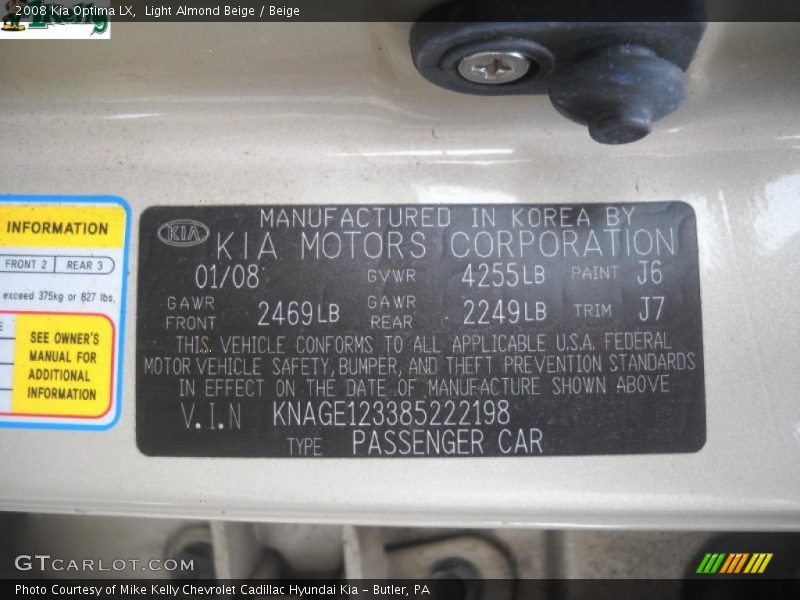 2008 Kia Optima LX, Light Almond Beige / Beige
INFORMATION
FRONT 2 REAR 3
exceed 375kg or 827 lbs.
SEE OWNER'S
MANUAL FOR
ADDITIONAL
INFORMATION
KIA
MANUFACTURED IN KOREA BY
KIA MOTORS CORPORATION
01/08 GVWR 4255LB PAINT J6
GAWR FRONT 2469LB GAWR REAR 2249LB TRIM J7
THIS VEHICLE CONFORMS TO ALL APPLICABLE U.S.A. FEDERAL
MOTOR VEHICLE SAFETY, BUMPER, AND THEFT PREVENTION STANDARDS
IN EFFECT ON THE DATE OF MANUFACTURE SHOWN ABOVE
V.I.N KNAGE123385222198
TYPE PASSENGER CAR
GTCARLOT.COM
Photo Courtesy of Mike Kelly Chevrolet Cadillac Hyundai Kia – Butler, PA